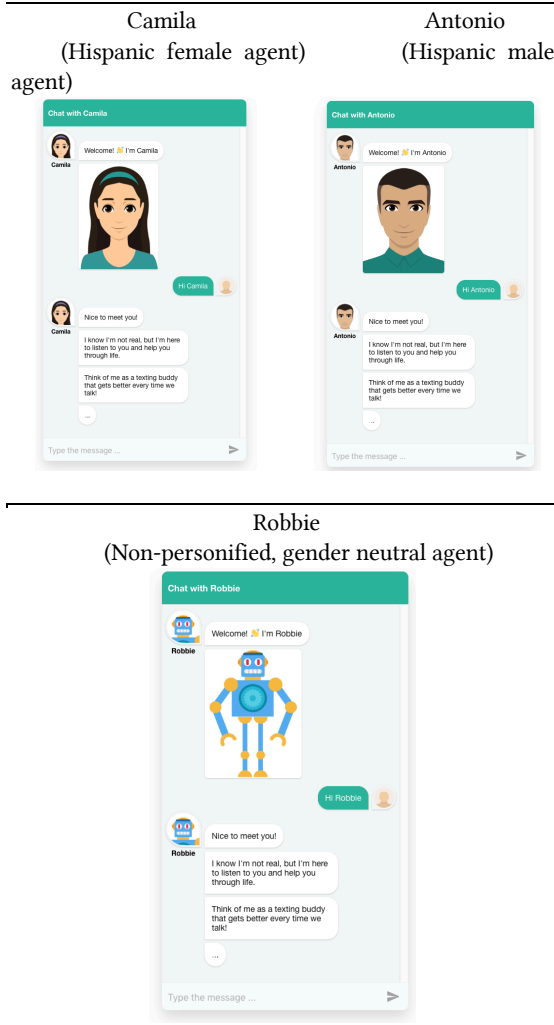 Camila
(Hispanic female agent)
Antonio
(Hispanic male
agent)
Chat with Camila
Welcome! 👋 I'm Camila
Camila
Hi Camila
Nice to meet you!
Camila
I know I'm not real, but I'm here
to listen to you and help you
through life.
Think of me as a texting buddy
that gets better every time we
talk!
...
Type the message ...
Chat with Antonio
Welcome! 👋 I'm Antonio
Antonio
Hi Antonio
Nice to meet you!
Antonio
I know I'm not real, but I'm here
to listen to you and help you
through life.
Think of me as a texting buddy
that gets better every time we
talk!
...
Type the message ...
Robbie
(Non-personified, gender neutral agent)
Chat with Robbie
Welcome! 👋 I'm Robbie
Robbie
Hi Robbie
Nice to meet you!
Robbie
I know I'm not real, but I'm here
to listen to you and help you
through life.
Think of me as a texting buddy
that gets better every time we
talk!
...
Type the message ...